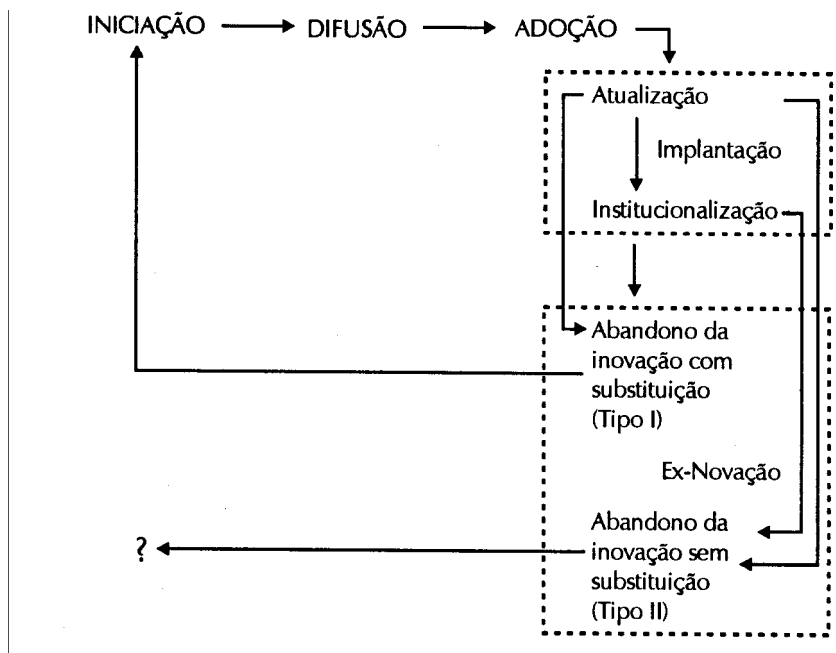 INICIAÇÃO DIFUSÃO ADOÇÃO
Atualização
Implantação
Institucionalização
Abandono da
inovação com
substituição
(Tipo I)
Ex-Novação
Abandono da
inovação sem
substituição
(Tipo II)
?